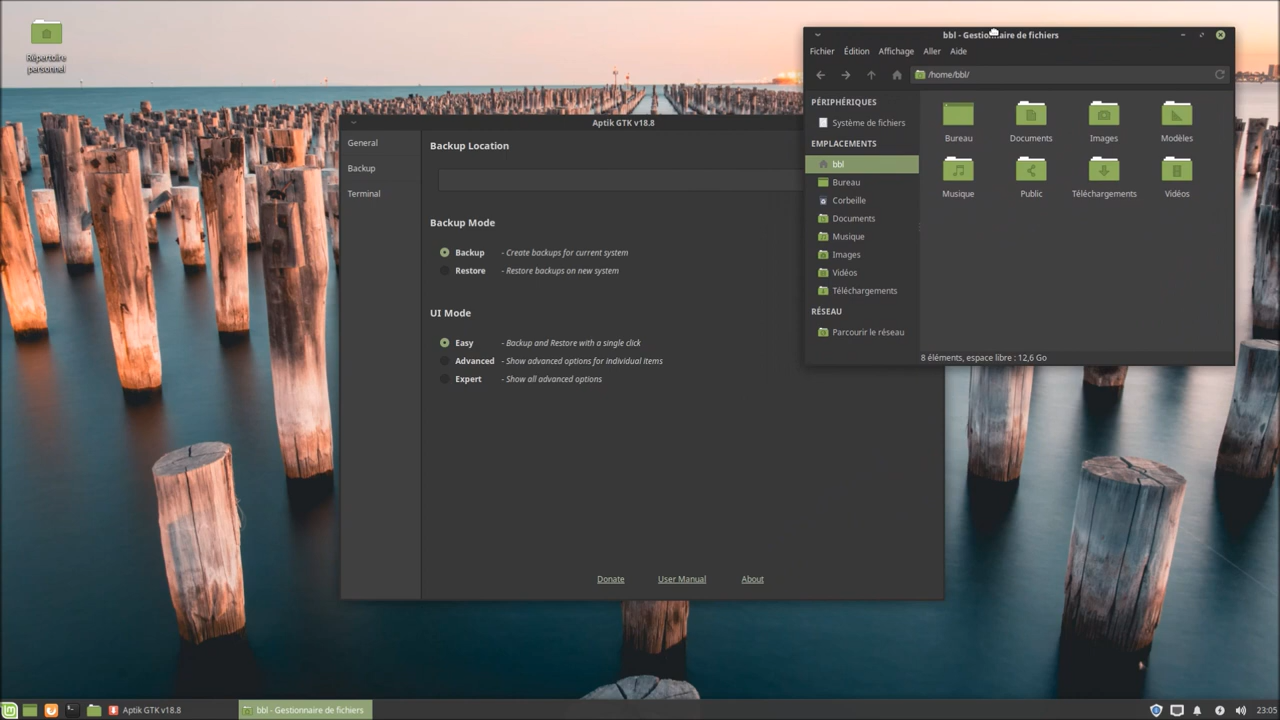 Répertoire
personnel
bbl - Gestionnaire de fichiers
Fichier Édition Affichage Aller Aide
/home/bbl/
PÉRIPHÉRIQUES
Système de fichiers
EMPLACEMENTS
bbl
Bureau
Corbeille
Documents
Musique
Images
Vidéos
Téléchargements
RÉSEAU
Parcourir le réseau
Bureau Documents Images Modèles
Musique Public Téléchargements Vidéos
8 éléments, espace libre : 12,6 Go
Aptik GTK v18.8
General
Backup
Terminal
Backup Location
Backup Mode
Backup - Create backups for current system
Restore - Restore backups on new system
UI Mode
Easy - Backup and Restore with a single click
Advanced - Show advanced options for individual items
Expert - Show all advanced options
Donate User Manual About
Aptik GTK v18.8 bbl - Gestionnaire de fichiers 23:05